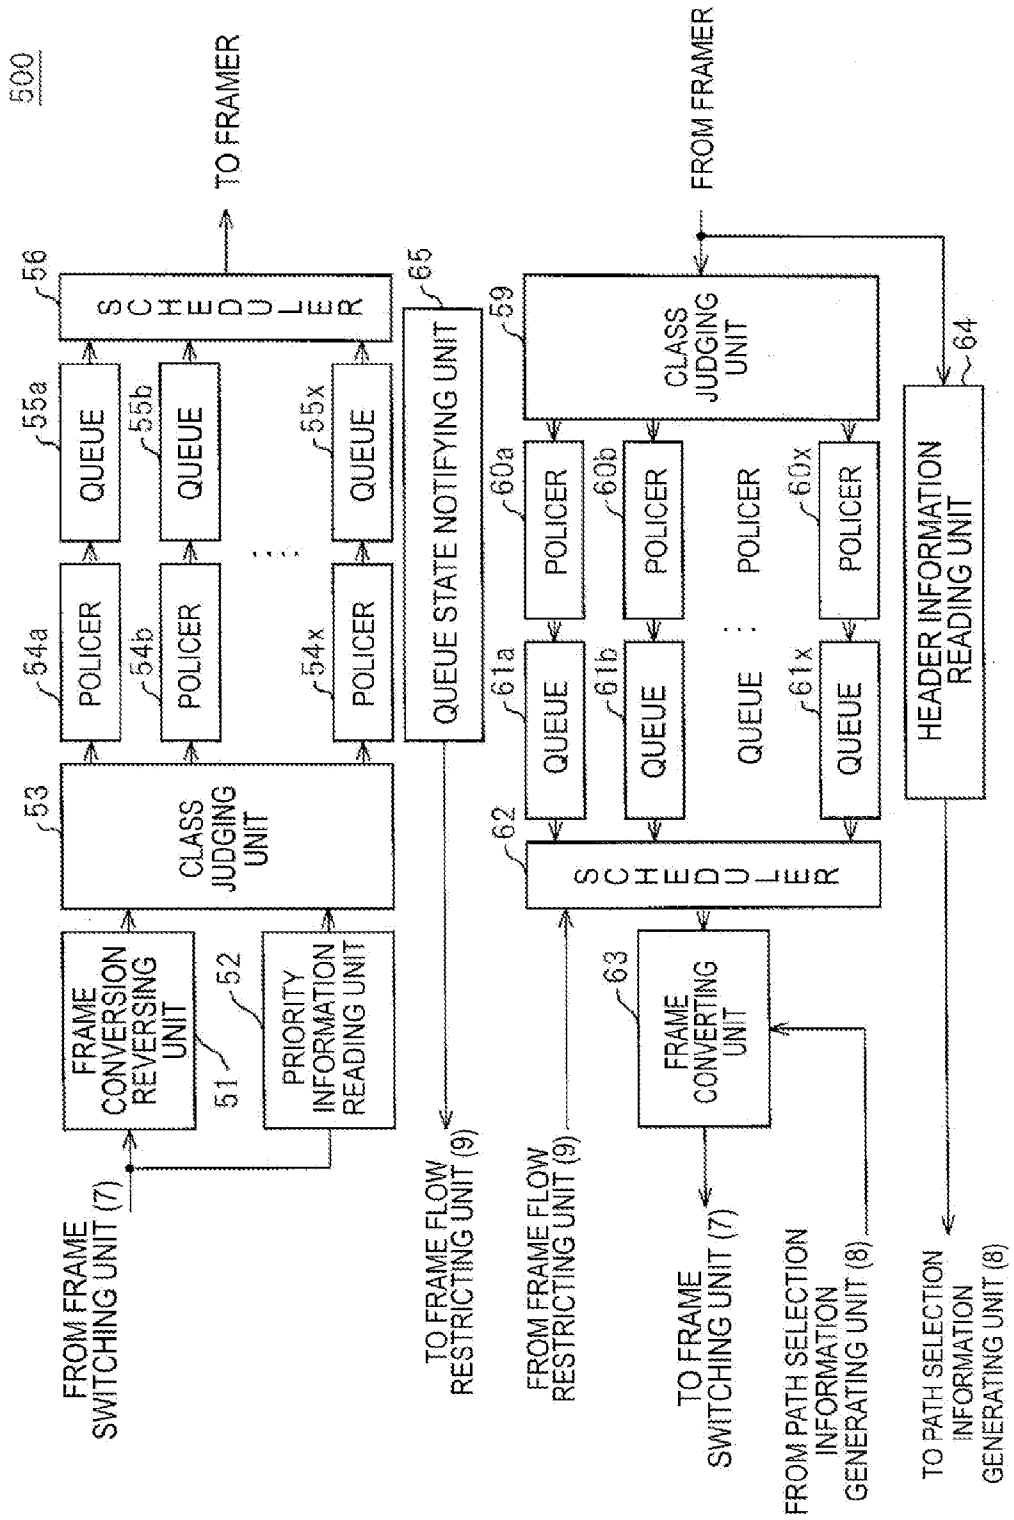 500
FROM FRAME
SWITCHING UNIT (7)
FRAME
CONVERSION
REVERSING
UNIT
51
PRIORITY
INFORMATION
READING UNIT
52
CLASS
JUDGING
UNIT
53
POLICER
54a
POLICER
54b
POLICER
54x
QUEUE
55a
QUEUE
55b
QUEUE
55x
....
SCHEDULER
56
TO FRAMER
QUEUE STATE NOTIFYING UNIT
65
TO FRAME FLOW
RESTRICTING UNIT (9)
FROM FRAME FLOW
RESTRICTING UNIT (9)
SCHEDULER
62
QUEUE
61a
QUEUE
61b
QUEUE
QUEUE
61x
...
POLICER
60a
POLICER
60b
POLICER
POLICER
60x
CLASS
JUDGING
UNIT
59
FROM FRAMER
FRAME
CONVERTING
UNIT
63
TO FRAME
SWITCHING UNIT (7)
FROM PATH SELECTION
INFORMATION
GENERATING UNIT (8)
HEADER INFORMATION
READING UNIT
64
TO PATH SELECTION
INFORMATION
GENERATING UNIT (8)